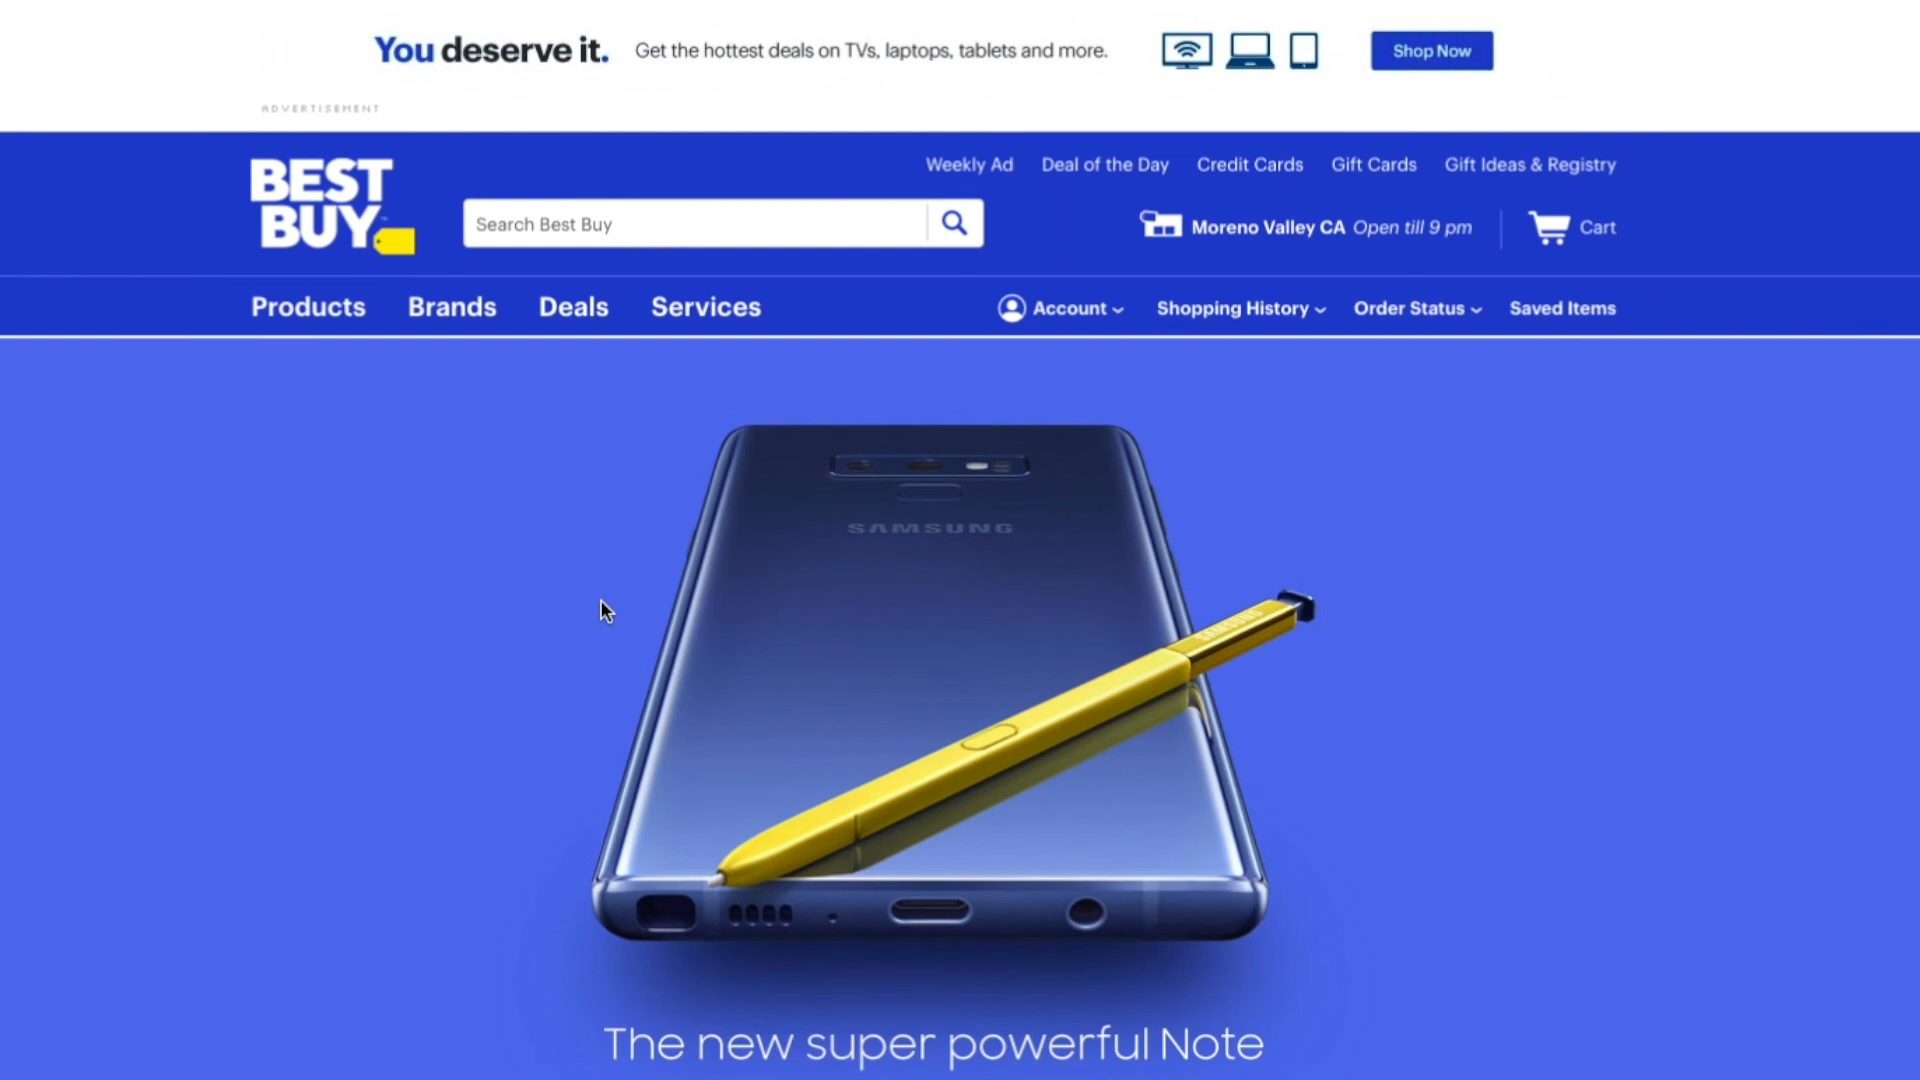 You deserve it. Get the hottest deals on TVs, laptops, tablets and more. Shop Now
ADVERTISEMENT
Weekly Ad Deal of the Day Credit Cards Gift Cards Gift Ideas & Registry
BEST
BUY
Search Best Buy
Moreno Valley CA Open till 9 pm Cart
Products Brands Deals Services Account Shopping History Order Status Saved Items
SAMSUNG
SAMSUNG
The new super powerful Note